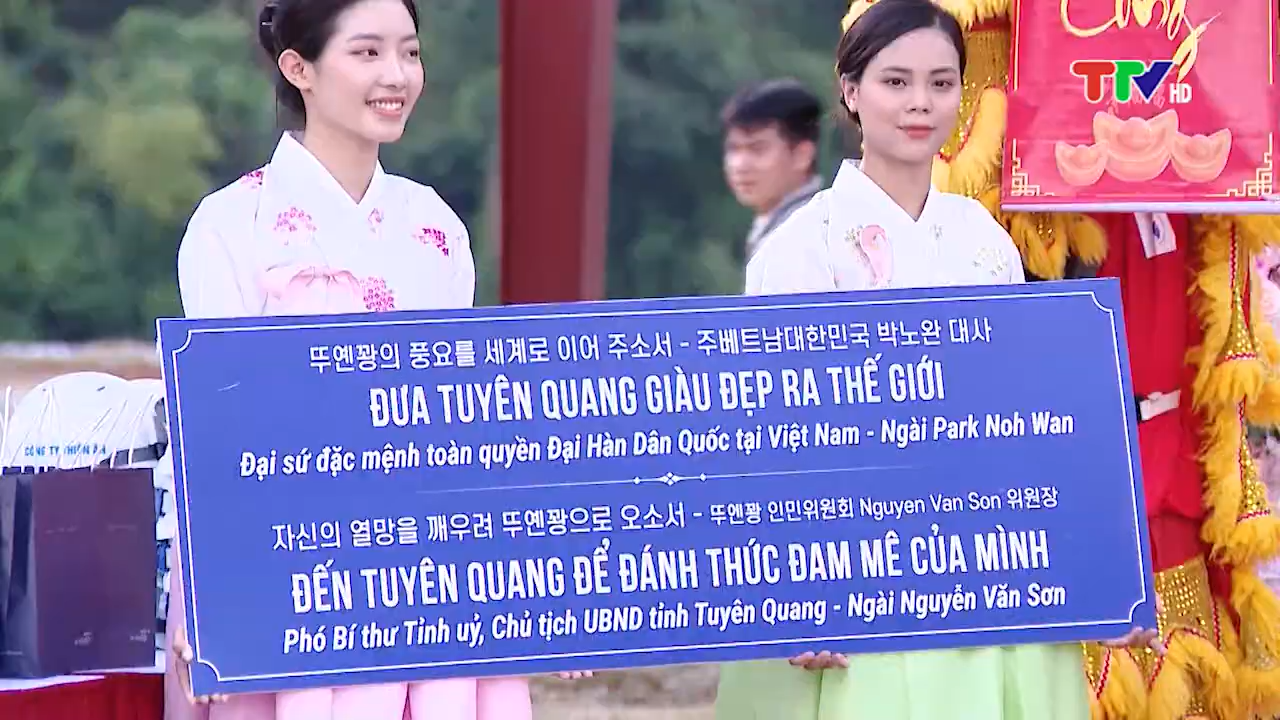 Cung
TTV HD
뚜옌꽝의 풍요를 세계로 이어 주소서 - 주베트남대한민국 박노완 대사
ĐƯA TUYÊN QUANG GIÀU ĐẸP RA THẾ GIỚI
Đại sứ đặc mệnh toàn quyền Đại Hàn Dân Quốc tại Việt Nam - Ngài Park Noh Wan
자신의 열망을 깨우려 뚜옌꽝으로 오소서 - 뚜엔꽝 인민위원회 Nguyen Van Son 위원장
ĐẾN TUYÊN QUANG ĐỂ ĐÁNH THỨC ĐAM MÊ CỦA MÌNH
Phó Bí thư Tỉnh uỷ, Chủ tịch UBND tỉnh Tuyên Quang - Ngài Nguyễn Văn Sơn
CÔNG TY